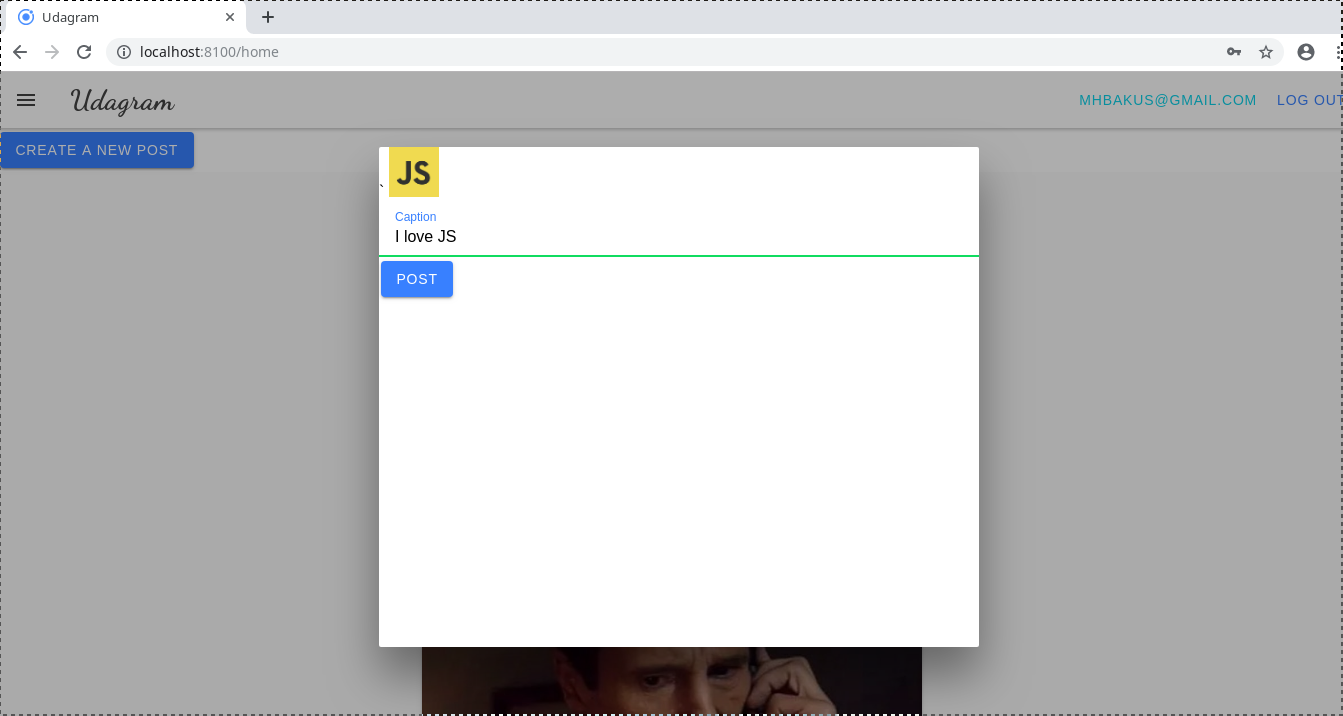 Udagram
localhost:8100/home
Udagram
MHBAKUS@GMAIL.COM LOG OUT
CREATE A NEW POST
` JS
Caption
I love JS
POST